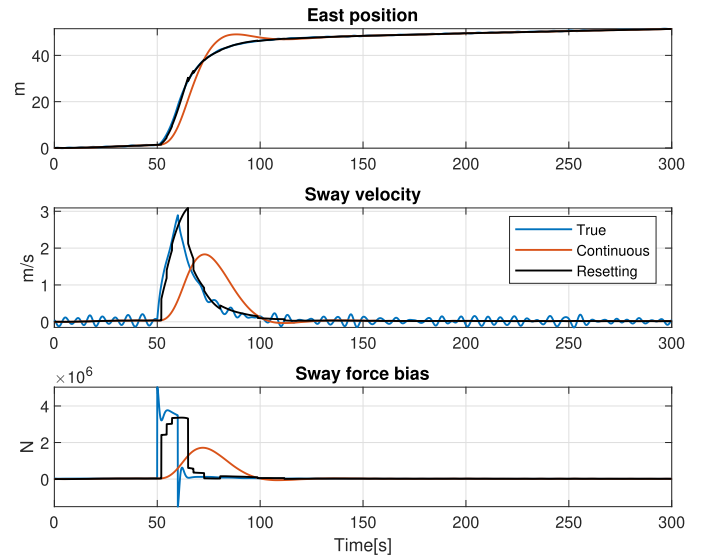 East position
m
40
20
0
0 50 100 150 200 250 300
Sway velocity
m/s
3
2
1
0
True
Continuous
Resetting
0 50 100 150 200 250 300
Sway force bias
×10^6
N
4
2
0
0 50 100 150 200 250 300
Time[s]